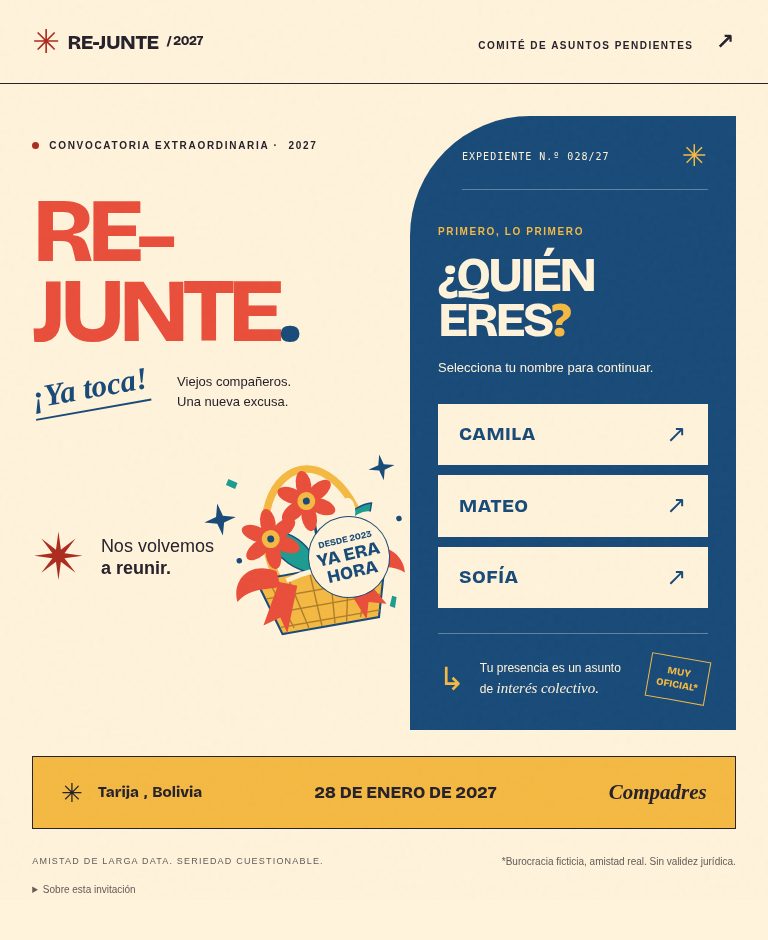 RE-JUNTE /2027
COMITÉ DE ASUNTOS PENDIENTES ↗
CONVOCATORIA EXTRAORDINARIA · 2027
RE-
JUNTE.
¡Ya toca!
Viejos compañeros.
Una nueva excusa.
Nos volvemos
a reunir.
DESDE 2023
YA ERA
HORA
EXPEDIENTE N.º 028/27
PRIMERO, LO PRIMERO
¿QUIÉN
ERES?
Selecciona tu nombre para continuar.
CAMILA ↗
MATEO ↗
SOFÍA ↗
↳ Tu presencia es un asunto
de interés colectivo.
MUY
OFICIAL*
Tarija , Bolivia
28 DE ENERO DE 2027
Compadres
AMISTAD DE LARGA DATA. SERIEDAD CUESTIONABLE.
*Burocracia ficticia, amistad real. Sin validez jurídica.
▶ Sobre esta invitación